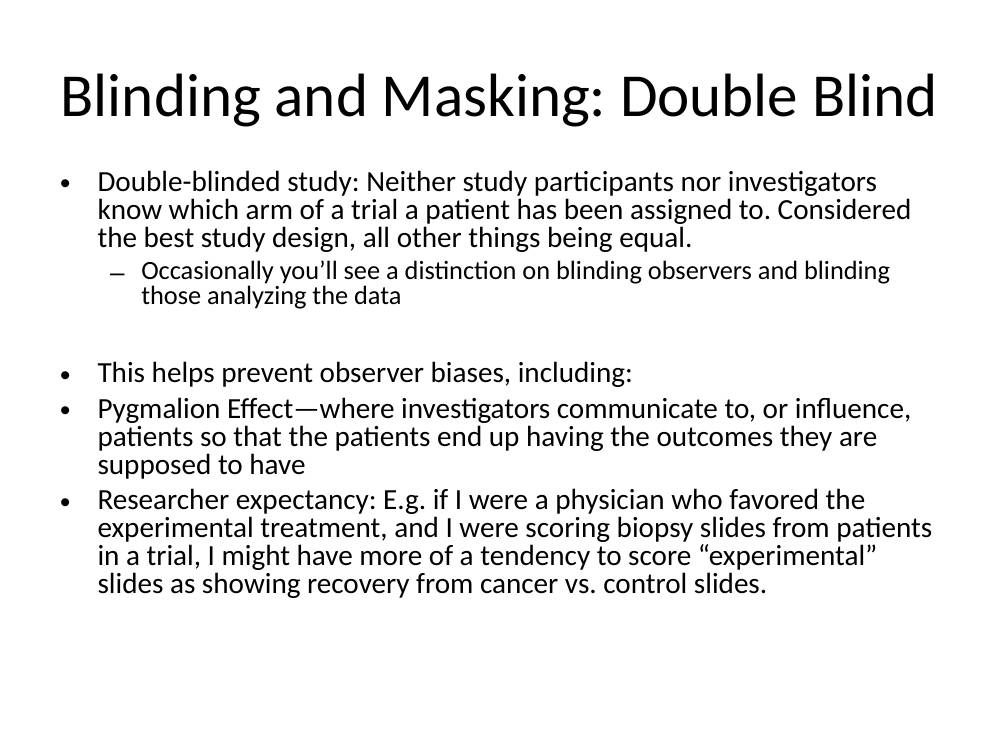 Blinding and Masking: Double Blind
• Double-blinded study: Neither study participants nor investigators
know which arm of a trial a patient has been assigned to. Considered
the best study design, all other things being equal.
– Occasionally you’ll see a distinction on blinding observers and blinding
those analyzing the data
• This helps prevent observer biases, including:
• Pygmalion Effect—where investigators communicate to, or influence,
patients so that the patients end up having the outcomes they are
supposed to have
• Researcher expectancy: E.g. if I were a physician who favored the
experimental treatment, and I were scoring biopsy slides from patients
in a trial, I might have more of a tendency to score “experimental”
slides as showing recovery from cancer vs. control slides.